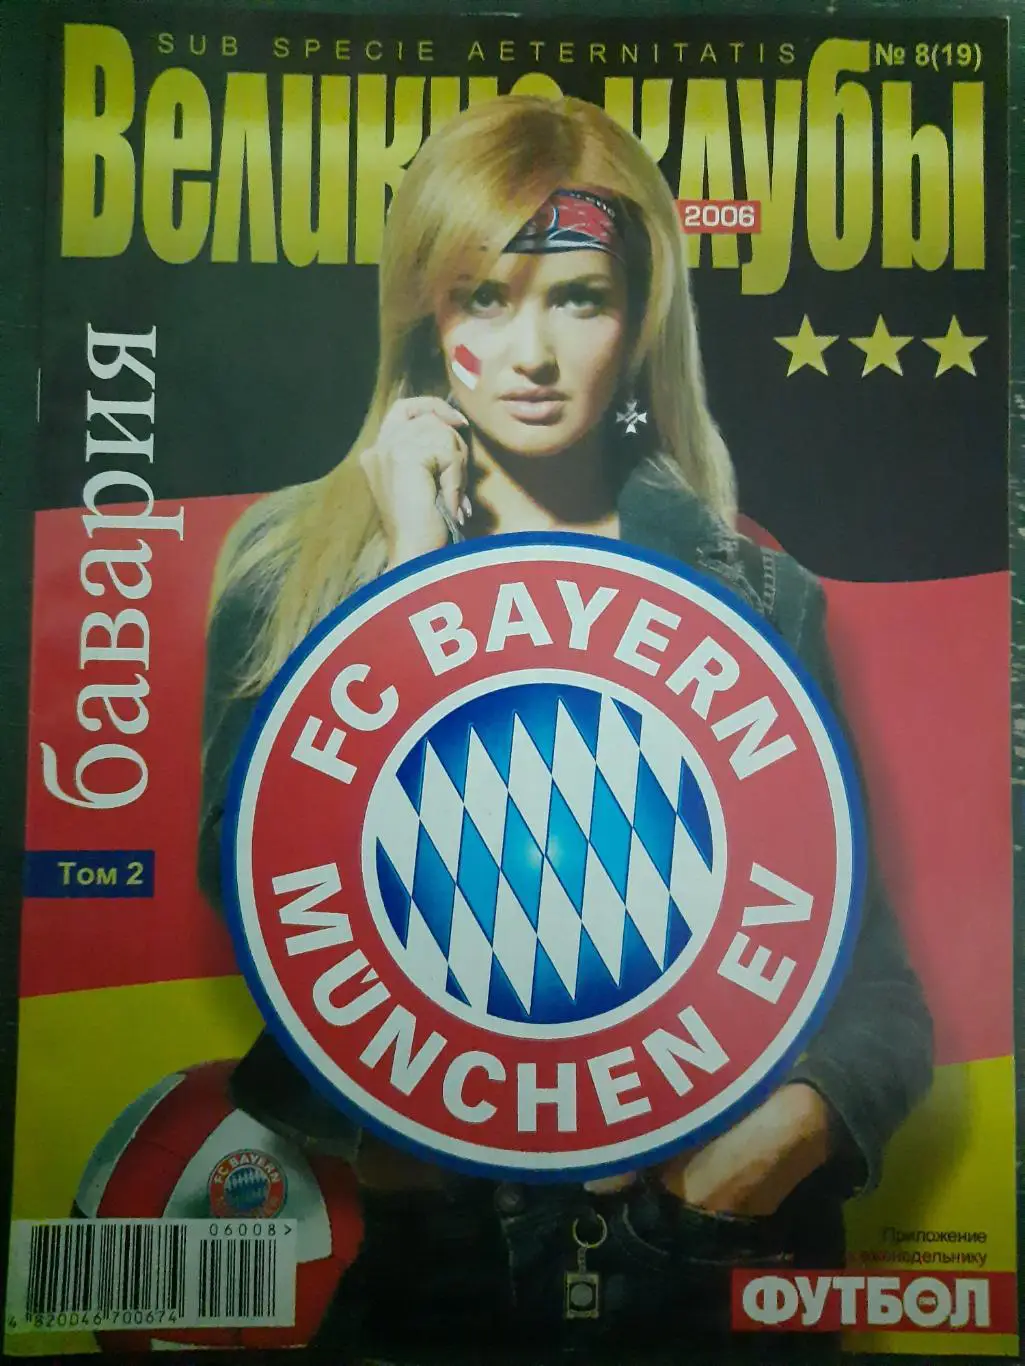 SUB SPECIE AETERNITATIS
№ 8(19)
Великие клубы
2006
бавария
Том 2
FC BAYERN
MÜNCHEN EV
FC BAYERN
06008>
4 820046 700674
Приложение
к еженедельнику
ФУТБОЛ